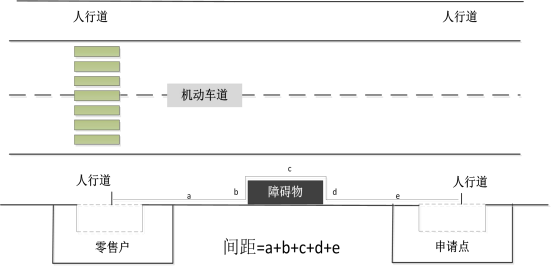 人行道 人行道
机动车道
c
人行道 a b 障碍物 d e 人行道
零售户 间距=a+b+c+d+e 申请点